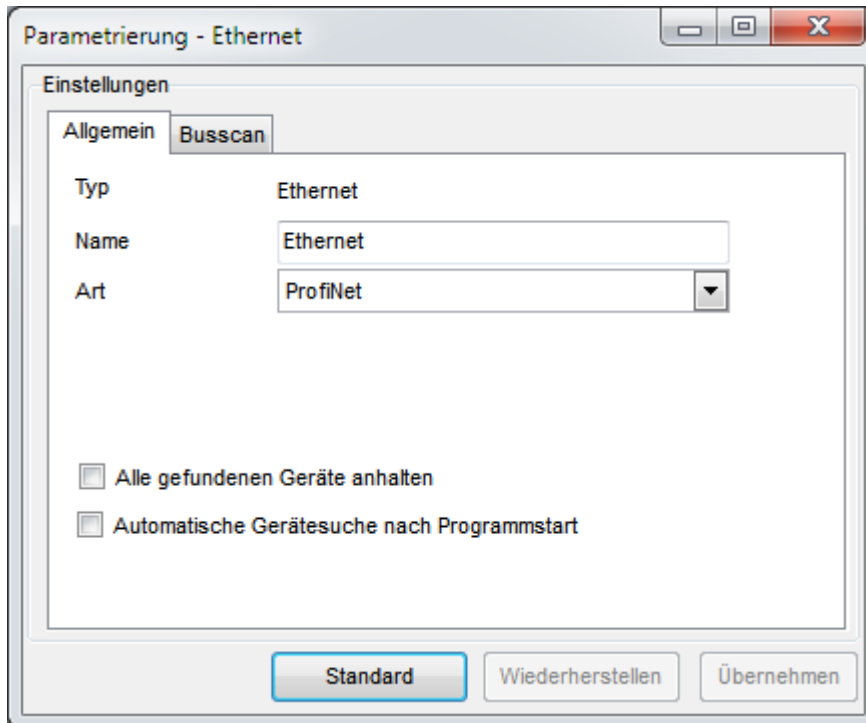 Parametrierung - Ethernet
Einstellungen
Allgemein
Busscan
Typ
Ethernet
Name
Ethernet
Art
ProfiNet
Alle gefundenen Geräte anhalten
Automatische Gerätesuche nach Programmstart
Standard
Wiederherstellen
Übernehmen